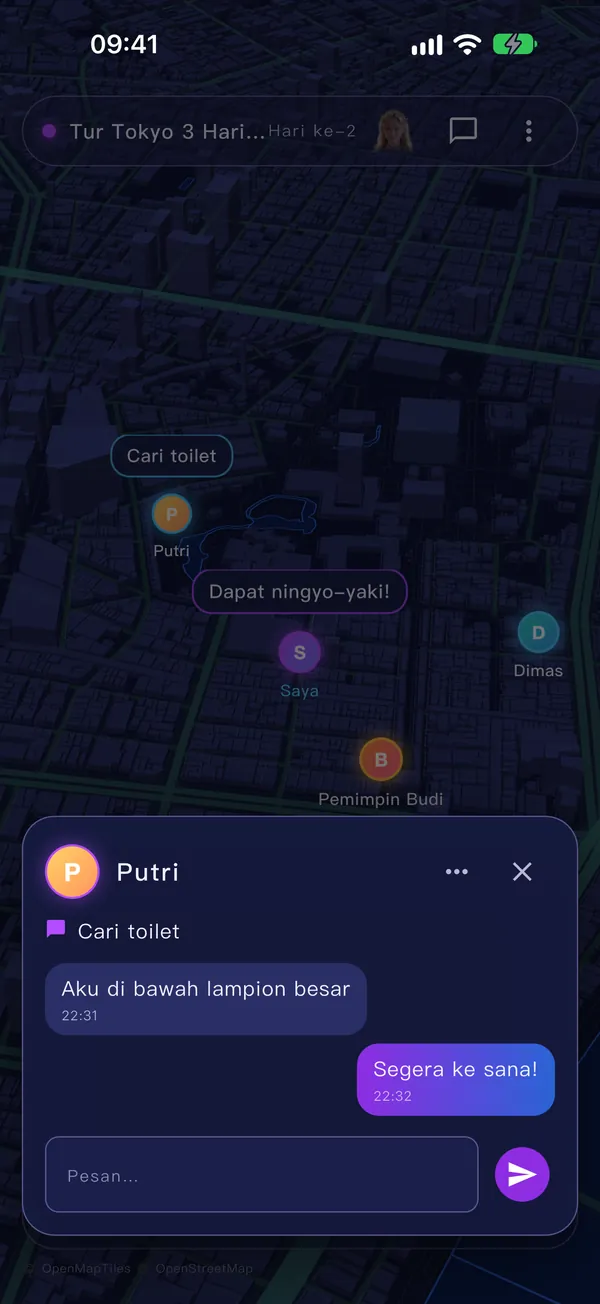 09:41
Tur Tokyo 3 Hari... Hari ke-2
Cari toilet
P
Putri
Dapat ningyo-yaki!
S
Saya
D
Dimas
B
Pemimpin Budi
P
Putri
Cari toilet
Aku di bawah lampion besar
22:31
Segera ke sana!
22:32
Pesan...
© OpenMapTiles © OpenStreetMap